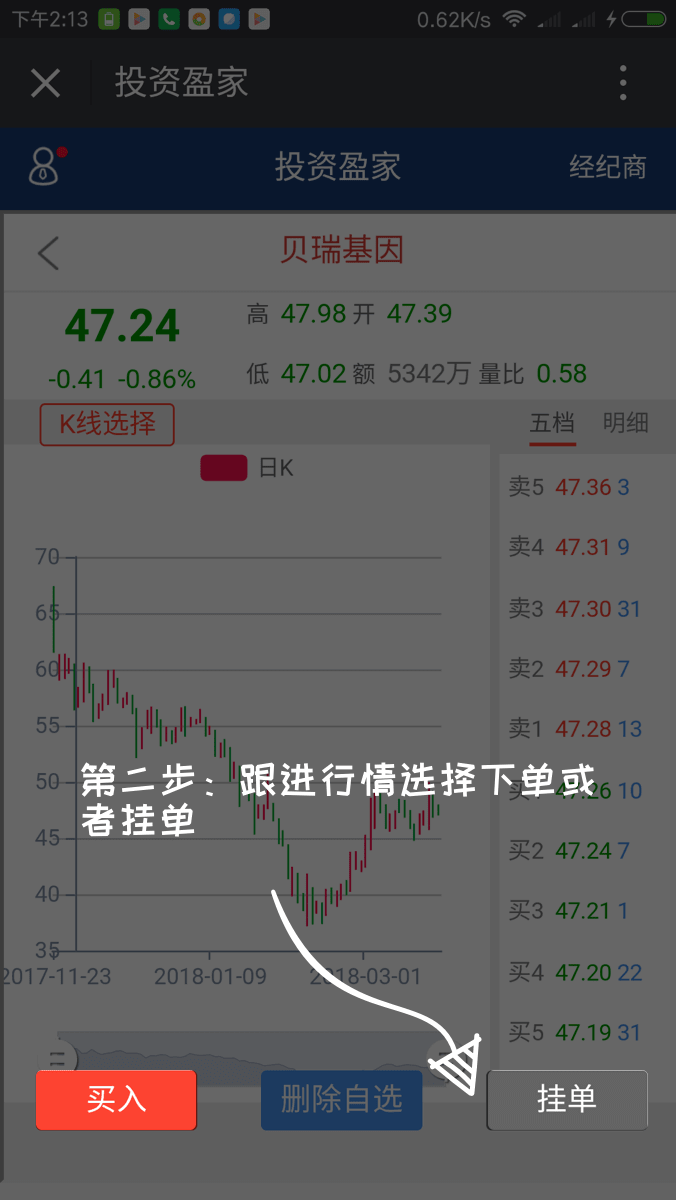 下午2:13 0.62K/s
投资盈家
投资盈家 经纪商
贝瑞基因
47.24 高 47.98 开 47.39
-0.41 -0.86% 低 47.02 额 5342万 量比 0.58
K线选择 五档 明细
日K
卖5 47.36 3
卖4 47.31 9
卖3 47.30 31
卖2 47.29 7
卖1 47.28 13
47.26 10
买2 47.24 7
买3 47.21 1
买4 47.20 22
买5 47.19 31
70
65
60
55
50
45
40
35
2017-11-23 2018-01-09 2018-03-01
第二步：跟进行情选择下单或
者挂单
买入 删除自选 挂单